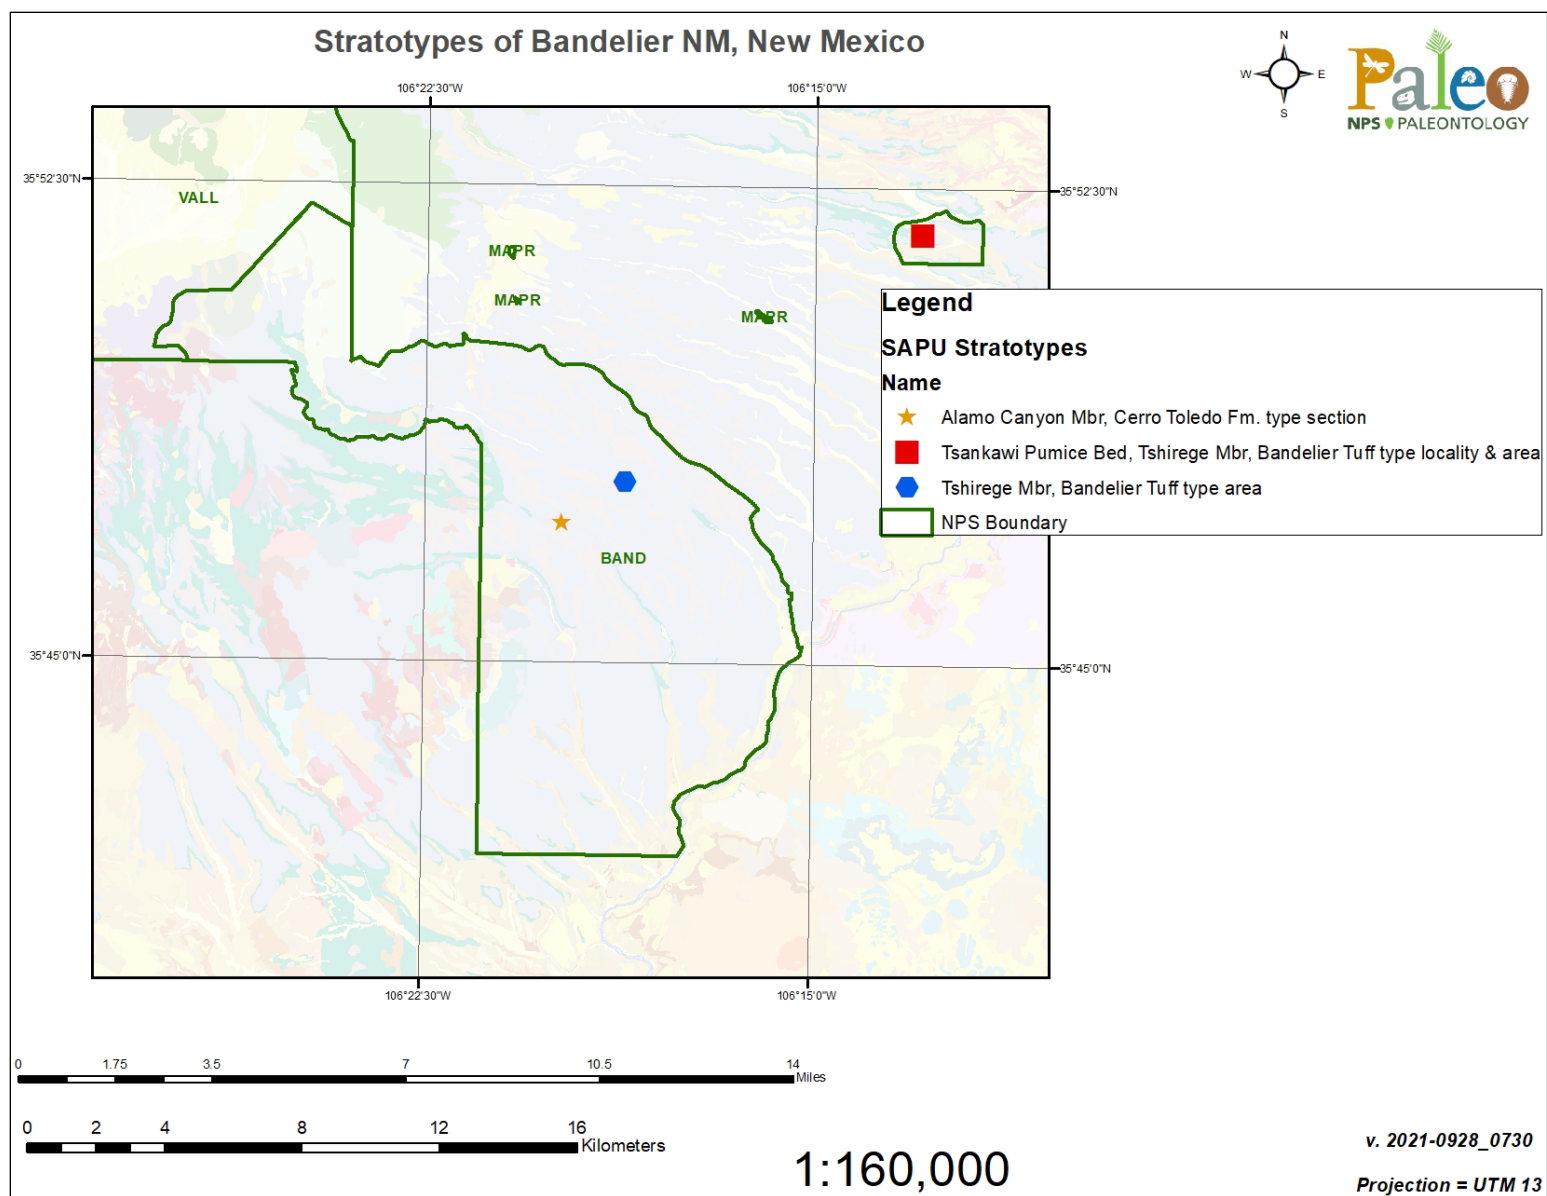 Stratotypes of Bandelier NM, New Mexico
N
W E
S
Paleo
NPS PALEONTOLOGY
106°22'30"W 106°15'0"W
35°52'30"N 35°52'30"N
VALL
MAPR
MAPR
MAPR
Legend
SAPU Stratotypes
Name
Alamo Canyon Mbr, Cerro Toledo Fm. type section
Tsankawi Pumice Bed, Tshirege Mbr, Bandelier Tuff type locality & area
Tshirege Mbr, Bandelier Tuff type area
NPS Boundary
BAND
35°45'0"N 35°45'0"N
106°22'30"W 106°15'0"W
0 1.75 3.5 7 10.5 14
Miles
0 2 4 8 12 16
Kilometers
1:160,000
v. 2021-0928_0730
Projection = UTM 13